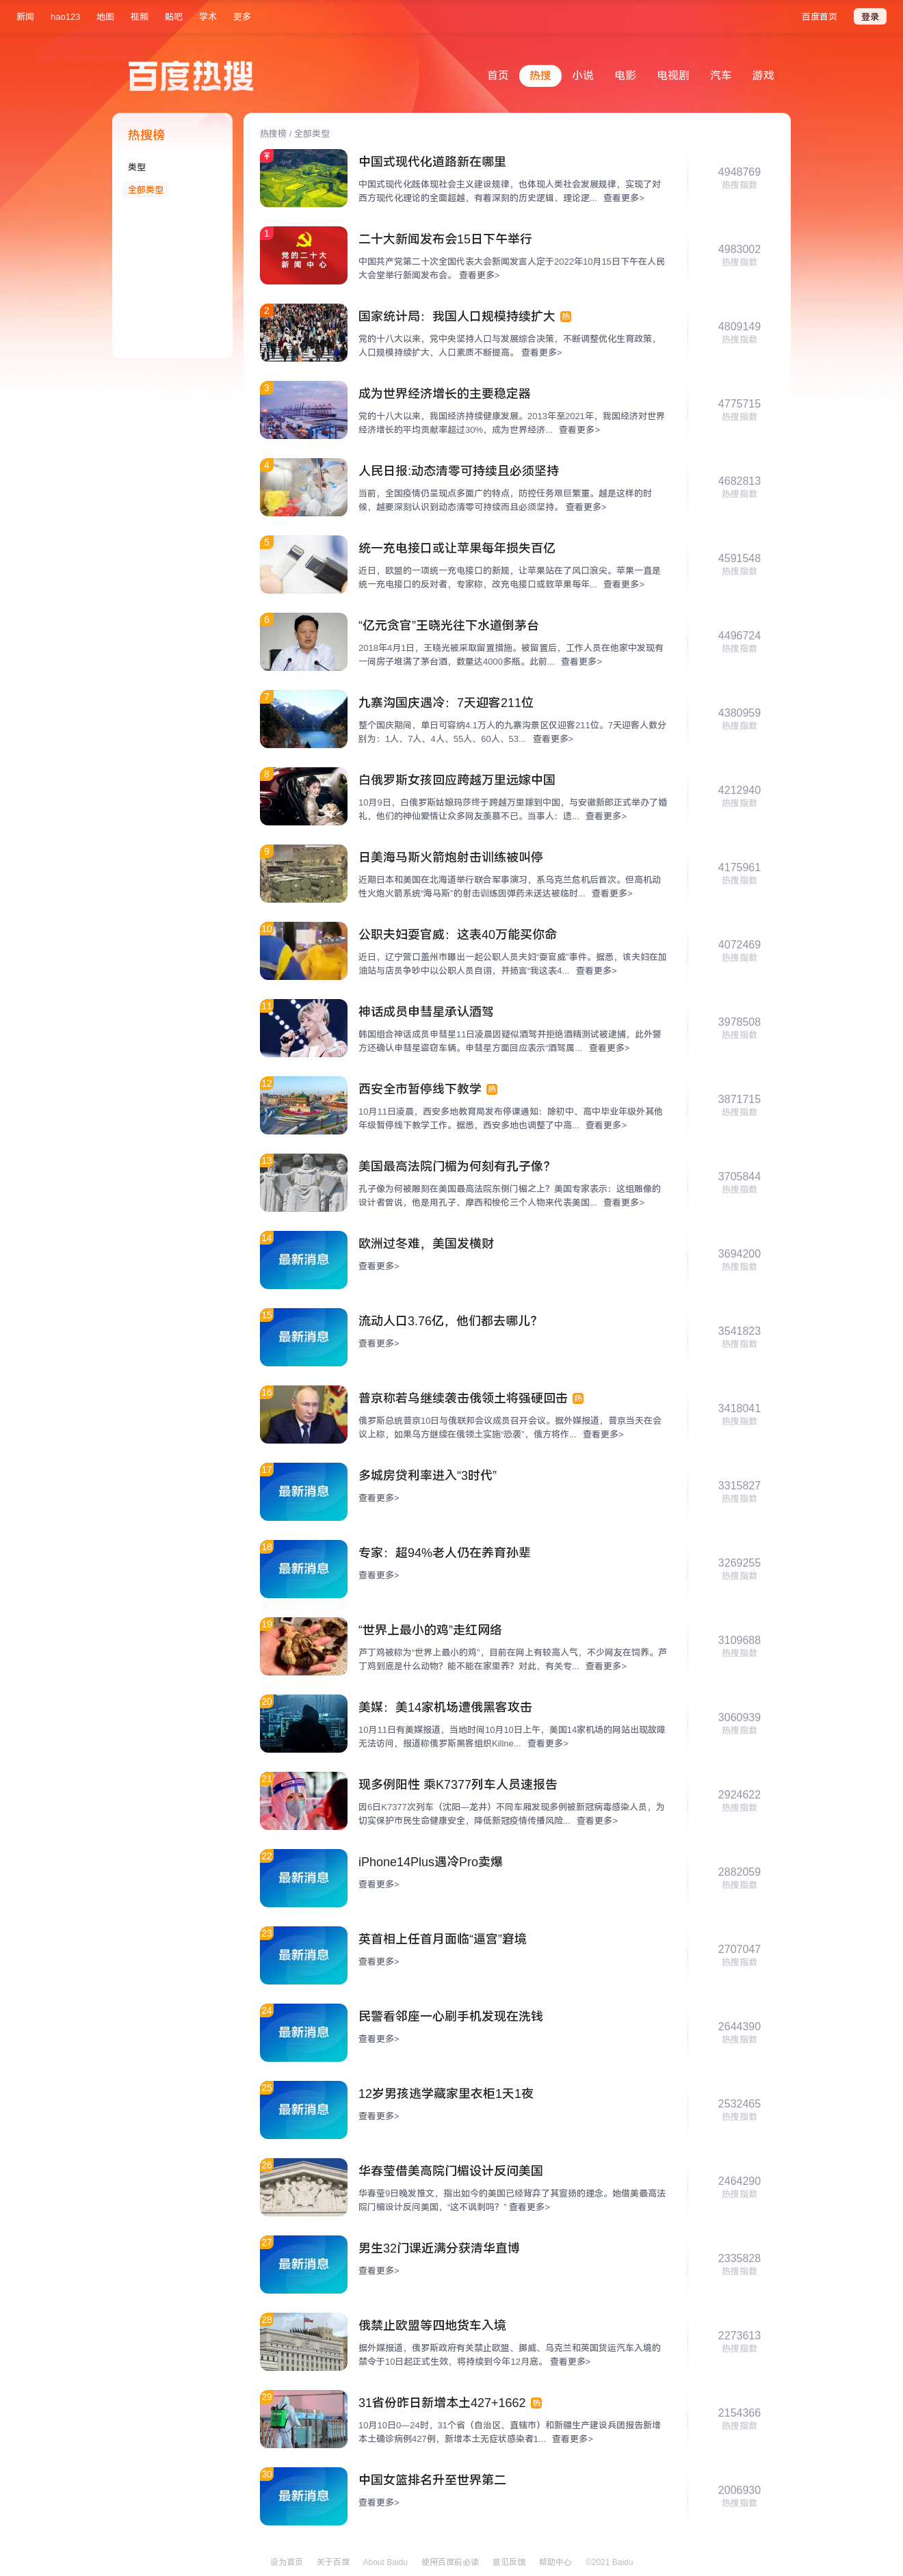 新闻 hao123 地图 视频 贴吧 学术 更多 百度首页 登录
百度热搜
首页 热搜 小说 电影 电视剧 汽车 游戏
热搜榜
类型
全部类型
热搜榜 / 全部类型
中国式现代化道路新在哪里
中国式现代化既体现社会主义建设规律，也体现人类社会发展规律，实现了对
西方现代化理论的全面超越，有着深刻的历史逻辑、理论逻... 查看更多>
4948769
热搜指数
1
党的二十大
新闻中心
二十大新闻发布会15日下午举行
中国共产党第二十次全国代表大会新闻发言人定于2022年10月15日下午在人民
大会堂举行新闻发布会。 查看更多>
4983002
热搜指数
2
国家统计局：我国人口规模持续扩大 热
党的十八大以来，党中央坚持人口与发展综合决策，不断调整优化生育政策，
人口规模持续扩大，人口素质不断提高。 查看更多>
4809149
热搜指数
3
成为世界经济增长的主要稳定器
党的十八大以来，我国经济持续健康发展。2013年至2021年，我国经济对世界
经济增长的平均贡献率超过30%，成为世界经济... 查看更多>
4775715
热搜指数
4
人民日报:动态清零可持续且必须坚持
当前，全国疫情仍呈现点多面广的特点，防控任务艰巨繁重。越是这样的时
候，越要深刻认识到动态清零可持续而且必须坚持。 查看更多>
4682813
热搜指数
5
统一充电接口或让苹果每年损失百亿
近日，欧盟的一项统一充电接口的新规，让苹果站在了风口浪尖。苹果一直是
统一充电接口的反对者，专家称，改充电接口或致苹果每年... 查看更多>
4591548
热搜指数
6
“亿元贪官”王晓光往下水道倒茅台
2018年4月1日，王晓光被采取留置措施。被留置后，工作人员在他家中发现有
一间房子堆满了茅台酒，数量达4000多瓶。此前... 查看更多>
4496724
热搜指数
7
九寨沟国庆遇冷：7天迎客211位
整个国庆期间，单日可容纳4.1万人的九寨沟景区仅迎客211位。7天迎客人数分
别为：1人、7人、4人、55人、60人、53... 查看更多>
4380959
热搜指数
8
白俄罗斯女孩回应跨越万里远嫁中国
10月9日，白俄罗斯姑娘玛莎终于跨越万里嫁到中国，与安徽新郎正式举办了婚
礼，他们的神仙爱情让众多网友羡慕不已。当事人：遗... 查看更多>
4212940
热搜指数
9
日美海马斯火箭炮射击训练被叫停
近期日本和美国在北海道举行联合军事演习，系乌克兰危机后首次。但高机动
性火炮火箭系统“海马斯”的射击训练因弹药未送达被临时... 查看更多>
4175961
热搜指数
10
公职夫妇耍官威：这表40万能买你命
近日，辽宁营口盖州市曝出一起公职人员夫妇“耍官威”事件。据悉，该夫妇在加
油站与店员争吵中以公职人员自诩，并扬言“我这表4... 查看更多>
4072469
热搜指数
11
神话成员申彗星承认酒驾
韩国组合神话成员申彗星11日凌晨因疑似酒驾并拒绝酒精测试被逮捕，此外警
方还确认申彗星盗窃车辆。申彗星方面回应表示“酒驾属... 查看更多>
3978508
热搜指数
12
西安全市暂停线下教学 热
10月11日凌晨，西安多地教育局发布停课通知：除初中、高中毕业年级外其他
年级暂停线下教学工作。据悉，西安多地也调整了中高... 查看更多>
3871715
热搜指数
13
美国最高法院门楣为何刻有孔子像？
孔子像为何被雕刻在美国最高法院东侧门楣之上？美国专家表示：这组雕像的
设计者曾说，他是用孔子、摩西和梭伦三个人物来代表美国... 查看更多>
3705844
热搜指数
14
最新消息
欧洲过冬难，美国发横财
查看更多>
3694200
热搜指数
15
最新消息
流动人口3.76亿，他们都去哪儿？
查看更多>
3541823
热搜指数
16
普京称若乌继续袭击俄领土将强硬回击 热
俄罗斯总统普京10日与俄联邦会议成员召开会议。据外媒报道，普京当天在会
议上称，如果乌方继续在俄领土实施“恐袭”，俄方将作... 查看更多>
3418041
热搜指数
17
最新消息
多城房贷利率进入“3时代”
查看更多>
3315827
热搜指数
18
最新消息
专家：超94%老人仍在养育孙辈
查看更多>
3269255
热搜指数
19
“世界上最小的鸡”走红网络
芦丁鸡被称为“世界上最小的鸡”，目前在网上有较高人气，不少网友在饲养。芦
丁鸡到底是什么动物？能不能在家里养？对此，有关专... 查看更多>
3109688
热搜指数
20
美媒：美14家机场遭俄黑客攻击
10月11日有美媒报道，当地时间10月10日上午，美国14家机场的网站出现故障
无法访问，报道称俄罗斯黑客组织Killne... 查看更多>
3060939
热搜指数
21
现多例阳性 乘K7377列车人员速报告
因6日K7377次列车（沈阳—龙井）不同车厢发现多例被新冠病毒感染人员，为
切实保护市民生命健康安全，降低新冠疫情传播风险... 查看更多>
2924622
热搜指数
22
最新消息
iPhone14Plus遇冷Pro卖爆
查看更多>
2882059
热搜指数
23
最新消息
英首相上任首月面临“逼宫”窘境
查看更多>
2707047
热搜指数
24
最新消息
民警看邻座一心刷手机发现在洗钱
查看更多>
2644390
热搜指数
25
最新消息
12岁男孩逃学藏家里衣柜1天1夜
查看更多>
2532465
热搜指数
26
华春莹借美高院门楣设计反问美国
华春莹9日晚发推文，指出如今的美国已经背弃了其宣扬的理念。她借美最高法
院门楣设计反问美国，“这不讽刺吗？” 查看更多>
2464290
热搜指数
27
最新消息
男生32门课近满分获清华直博
查看更多>
2335828
热搜指数
28
俄禁止欧盟等四地货车入境
据外媒报道，俄罗斯政府有关禁止欧盟、挪威、乌克兰和英国货运汽车入境的
禁令于10日起正式生效，将持续到今年12月底。 查看更多>
2273613
热搜指数
29
31省份昨日新增本土427+1662 热
10月10日0—24时，31个省（自治区、直辖市）和新疆生产建设兵团报告新增
本土确诊病例427例，新增本土无症状感染者1... 查看更多>
2154366
热搜指数
30
最新消息
中国女篮排名升至世界第二
查看更多>
2006930
热搜指数
设为首页 关于百度 About Baidu 使用百度前必读 意见反馈 帮助中心 ©2021 Baidu